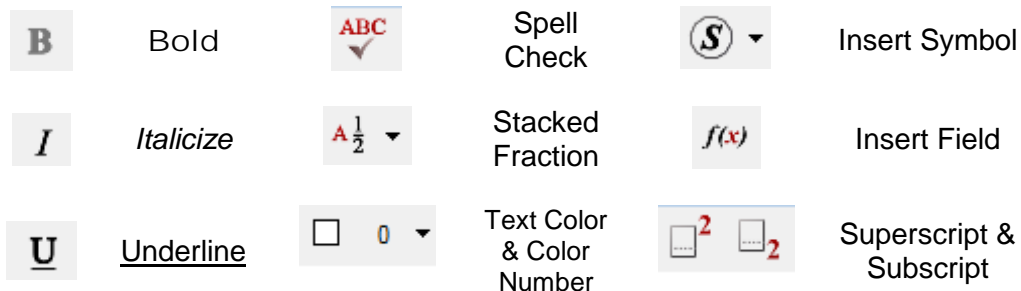 B Bold ABC Spell Check S Insert Symbol
I Italicize A 1/2 Stacked Fraction f(x) Insert Field
U Underline 0 Text Color & Color Number 2 2 Superscript & Subscript